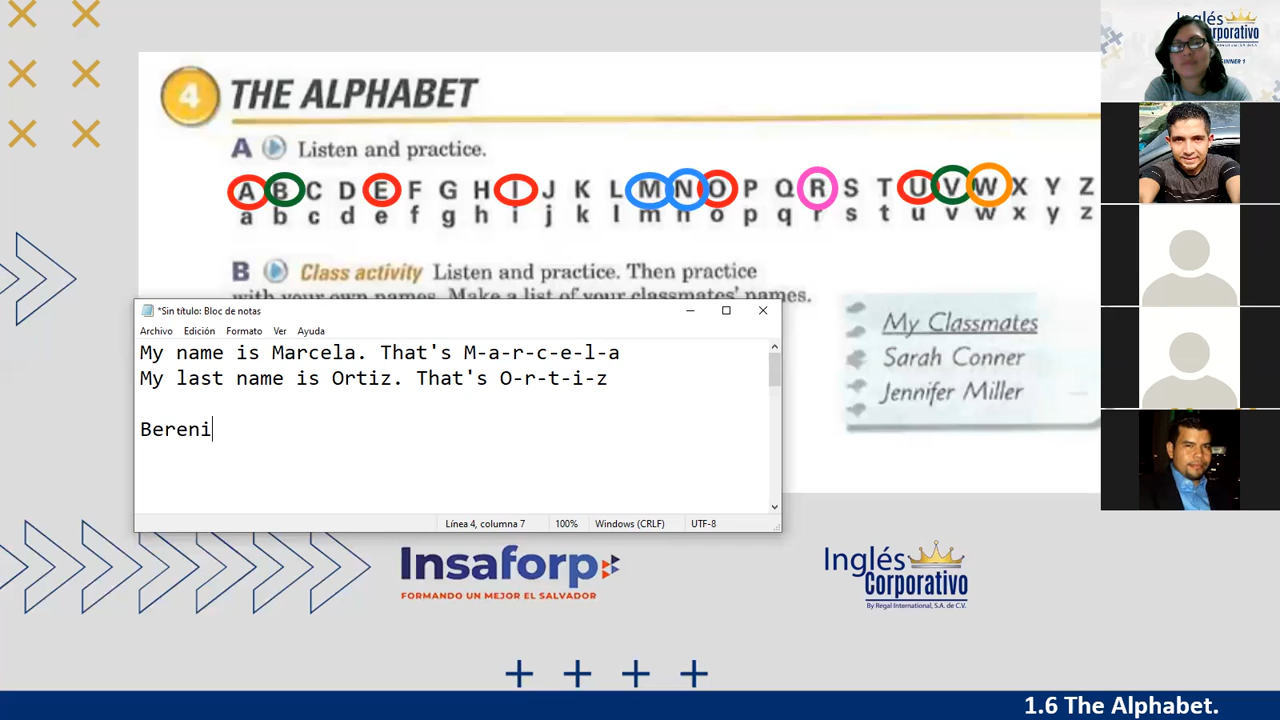 4 THE ALPHABET
A Listen and practice.
A B C D E F G H I J K L M N O P Q R S T U V W X Y Z
a b c d e f g h i j k l m n o p q r s t u v w x y z
B Class activity Listen and practice. Then practice
with your own names. Make a list of your classmates' names.
My Classmates
Sarah Conner
Jennifer Miller
*Sin título: Bloc de notas
Archivo Edición Formato Ver Ayuda
My name is Marcela. That's M-a-r-c-e-l-a
My last name is Ortiz. That's O-r-t-i-z
Bereni
Línea 4, columna 7 100% Windows (CRLF) UTF-8
Insaforp
FORMANDO UN MEJOR EL SALVADOR
Inglés
Corporativo
By Regal International, S.A. de C.V.
1.6 The Alphabet.
Inglés